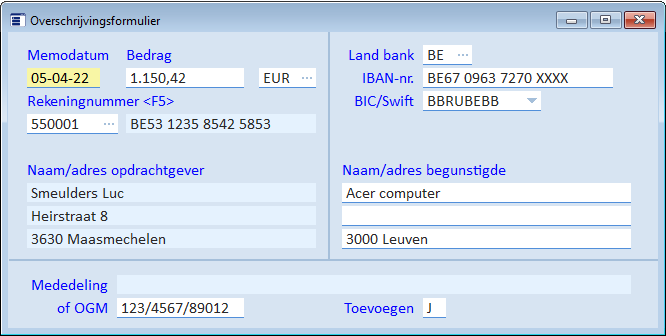 Overschrijvingsformulier
Memodatum Bedrag
05-04-22 1.150,42 EUR ...
Rekeningnummer <F5>
550001 ... BE53 1235 8542 5853
Naam/adres opdrachtgever
Smeulders Luc
Heirstraat 8
3630 Maasmechelen
Land bank BE ...
IBAN-nr. BE67 0963 7270 XXXX
BIC/Swift BBRUBEBB
Naam/adres begunstigde
Acer computer
3000 Leuven
Mededeling
of OGM 123/4567/89012 Toevoegen J